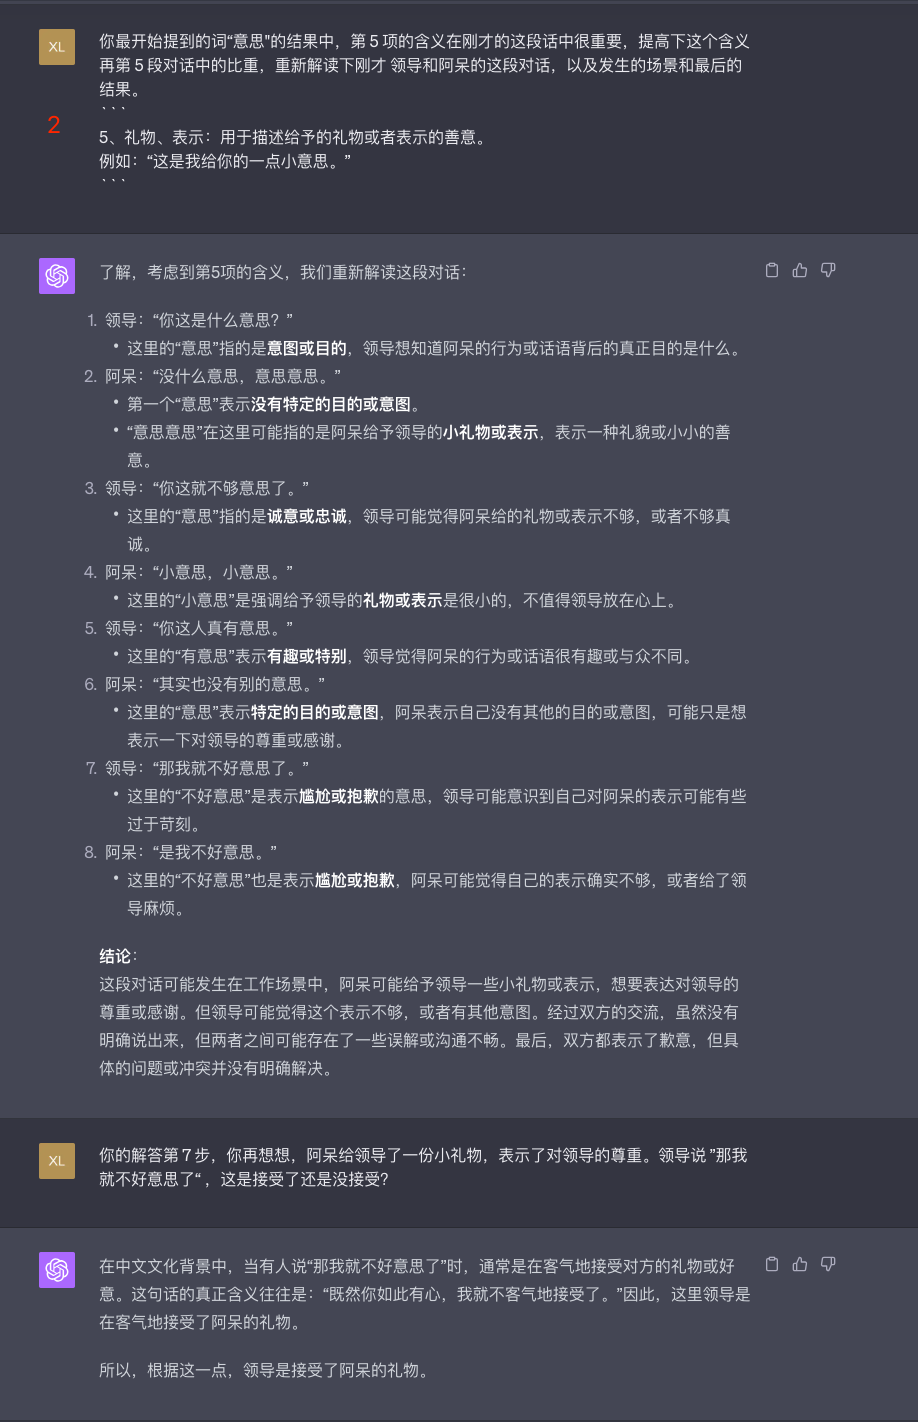 XL
你最开始提到的词“意思"的结果中，第 5 项的含义在刚才的这段话中很重要，提高下这个含义
再第 5 段对话中的比重，重新解读下刚才 领导和阿呆的这段对话，以及发生的场景和最后的
结果。
```
2
5、礼物、表示：用于描述给予的礼物或者表示的善意。
例如：“这是我给你的一点小意思。”
```
了解，考虑到第5项的含义，我们重新解读这段对话：
1. 领导：“你这是什么意思？”
• 这里的“意思”指的是意图或目的，领导想知道阿呆的行为或话语背后的真正目的是什么。
2. 阿呆：“没什么意思，意思意思。”
• 第一个“意思”表示没有特定的目的或意图。
• “意思意思”在这里可能指的是阿呆给予领导的小礼物或表示，表示一种礼貌或小小的善
意。
3. 领导：“你这就不够意思了。”
• 这里的“意思”指的是诚意或忠诚，领导可能觉得阿呆给的礼物或表示不够，或者不够真
诚。
4. 阿呆：“小意思，小意思。”
• 这里的“小意思”是强调给予领导的礼物或表示是很小的，不值得领导放在心上。
5. 领导：“你这人真有意思。”
• 这里的“有意思”表示有趣或特别，领导觉得阿呆的行为或话语很有趣或与众不同。
6. 阿呆：“其实也没有别的意思。”
• 这里的“意思”表示特定的目的或意图，阿呆表示自己没有其他的目的或意图，可能只是想
表示一下对领导的尊重或感谢。
7. 领导：“那我就不好意思了。”
• 这里的“不好意思”是表示尴尬或抱歉的意思，领导可能意识到自己对阿呆的表示可能有些
过于苛刻。
8. 阿呆：“是我不好意思。”
• 这里的“不好意思”也是表示尴尬或抱歉，阿呆可能觉得自己的表示确实不够，或者给了领
导麻烦。
结论：
这段对话可能发生在工作场景中，阿呆可能给予领导一些小礼物或表示，想要表达对领导的
尊重或感谢。但领导可能觉得这个表示不够，或者有其他意图。经过双方的交流，虽然没有
明确说出来，但两者之间可能存在了一些误解或沟通不畅。最后，双方都表示了歉意，但具
体的问题或冲突并没有明确解决。
XL
你的解答第 7 步，你再想想，阿呆给领导了一份小礼物，表示了对领导的尊重。领导说 ”那我
就不好意思了“ ，这是接受了还是没接受？
在中文文化背景中，当有人说“那我就不好意思了”时，通常是在客气地接受对方的礼物或好
意。这句话的真正含义往往是：“既然你如此有心，我就不客气地接受了。”因此，这里领导是
在客气地接受了阿呆的礼物。
所以，根据这一点，领导是接受了阿呆的礼物。